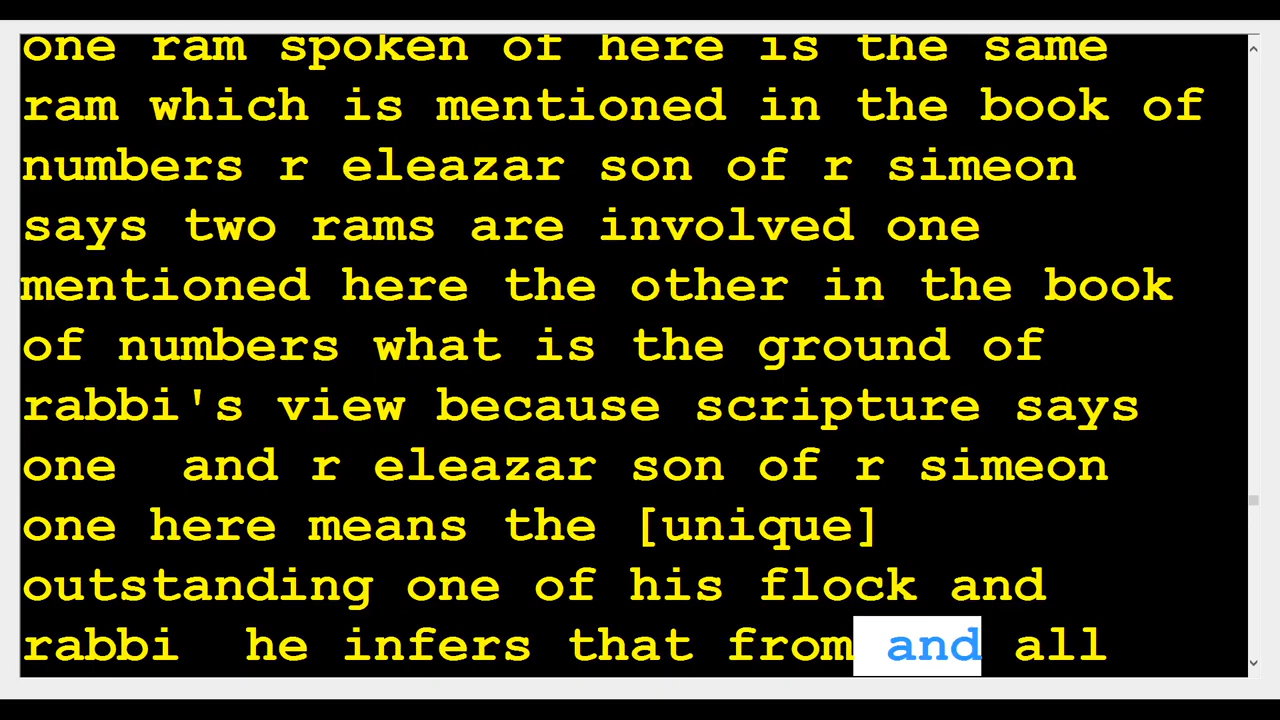 one ram spoken of here is the same
ram which is mentioned in the book of
numbers r eleazar son of r simeon
says two rams are involved one
mentioned here the other in the book
of numbers what is the ground of
rabbi's view because scripture says
one  and r eleazar son of r simeon
one here means the [unique]
outstanding one of his flock and
rabbi  he infers that from and all